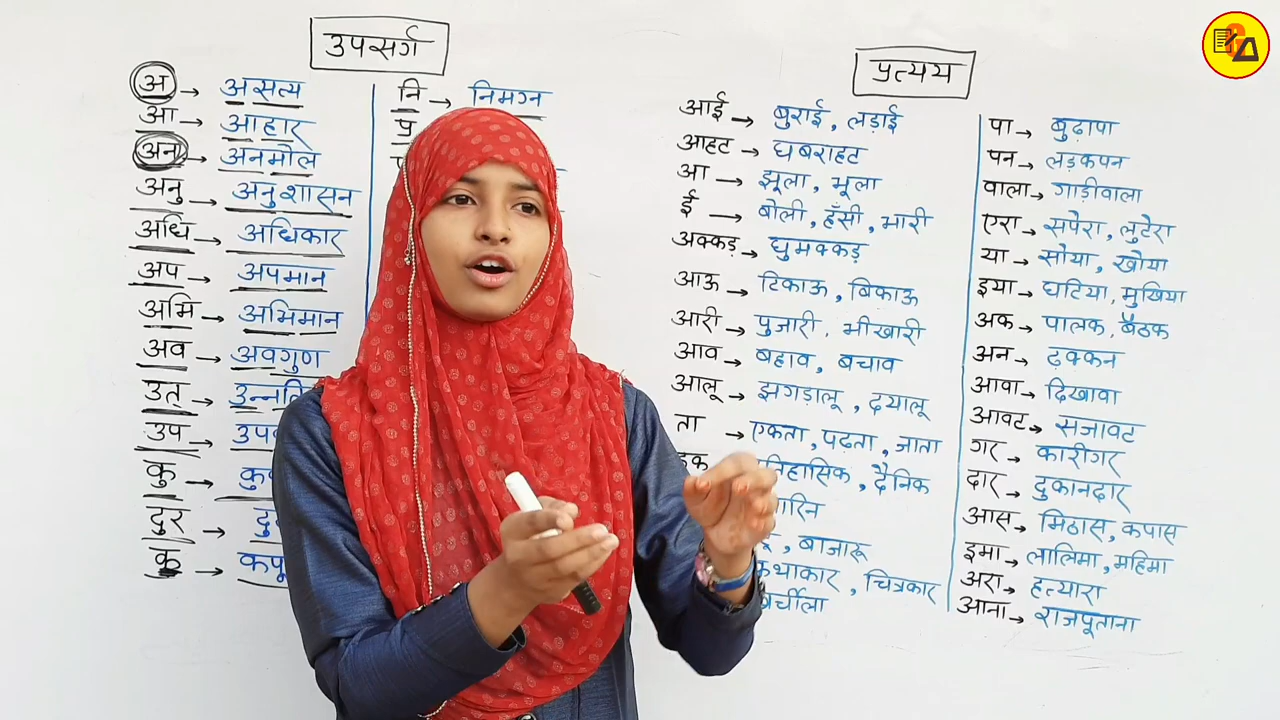 उपसर्ग
अ → असत्य
आ → आहार
अन → अनमोल
अनु → अनुशासन
अधि → अधिकार
अप → अपमान
अभि → अभिमान
अव → अवगुण
उत् →
उप →
कु →
दुर →
क →
नि → निमग्न
प्र
प्रत्यय
आई → बुराई, लड़ाई
आहट → घबराहट
आ → झूला, भूला
ई → बोली, हँसी, भारी
अक्कड़ → घुमक्कड़
आऊ → टिकाऊ, बिकाऊ
आरी → पुजारी, भीखारी
आव → बहाव, बचाव
आलू → झगड़ालू, दयालू
ता → एकता, पढ़ता, जाता
दैनिक
बाजारू
चित्रकार
पा → बुढ़ापा
पन → लड़कपन
वाला → गाड़ीवाला
एरा → सपेरा, लुटेरा
या → सोया, खोया
इया → घटिया, मुखिया
अक → पालक, बैठक
अन → ढ़क्कन
आवा → दिखावा
आवट → सजावट
गर → कारीगर
दार → दुकानदार
आस → मिठास, कपास
इमा → लालिमा, महिमा
अरा → हत्यारा
आना → राजपूताना